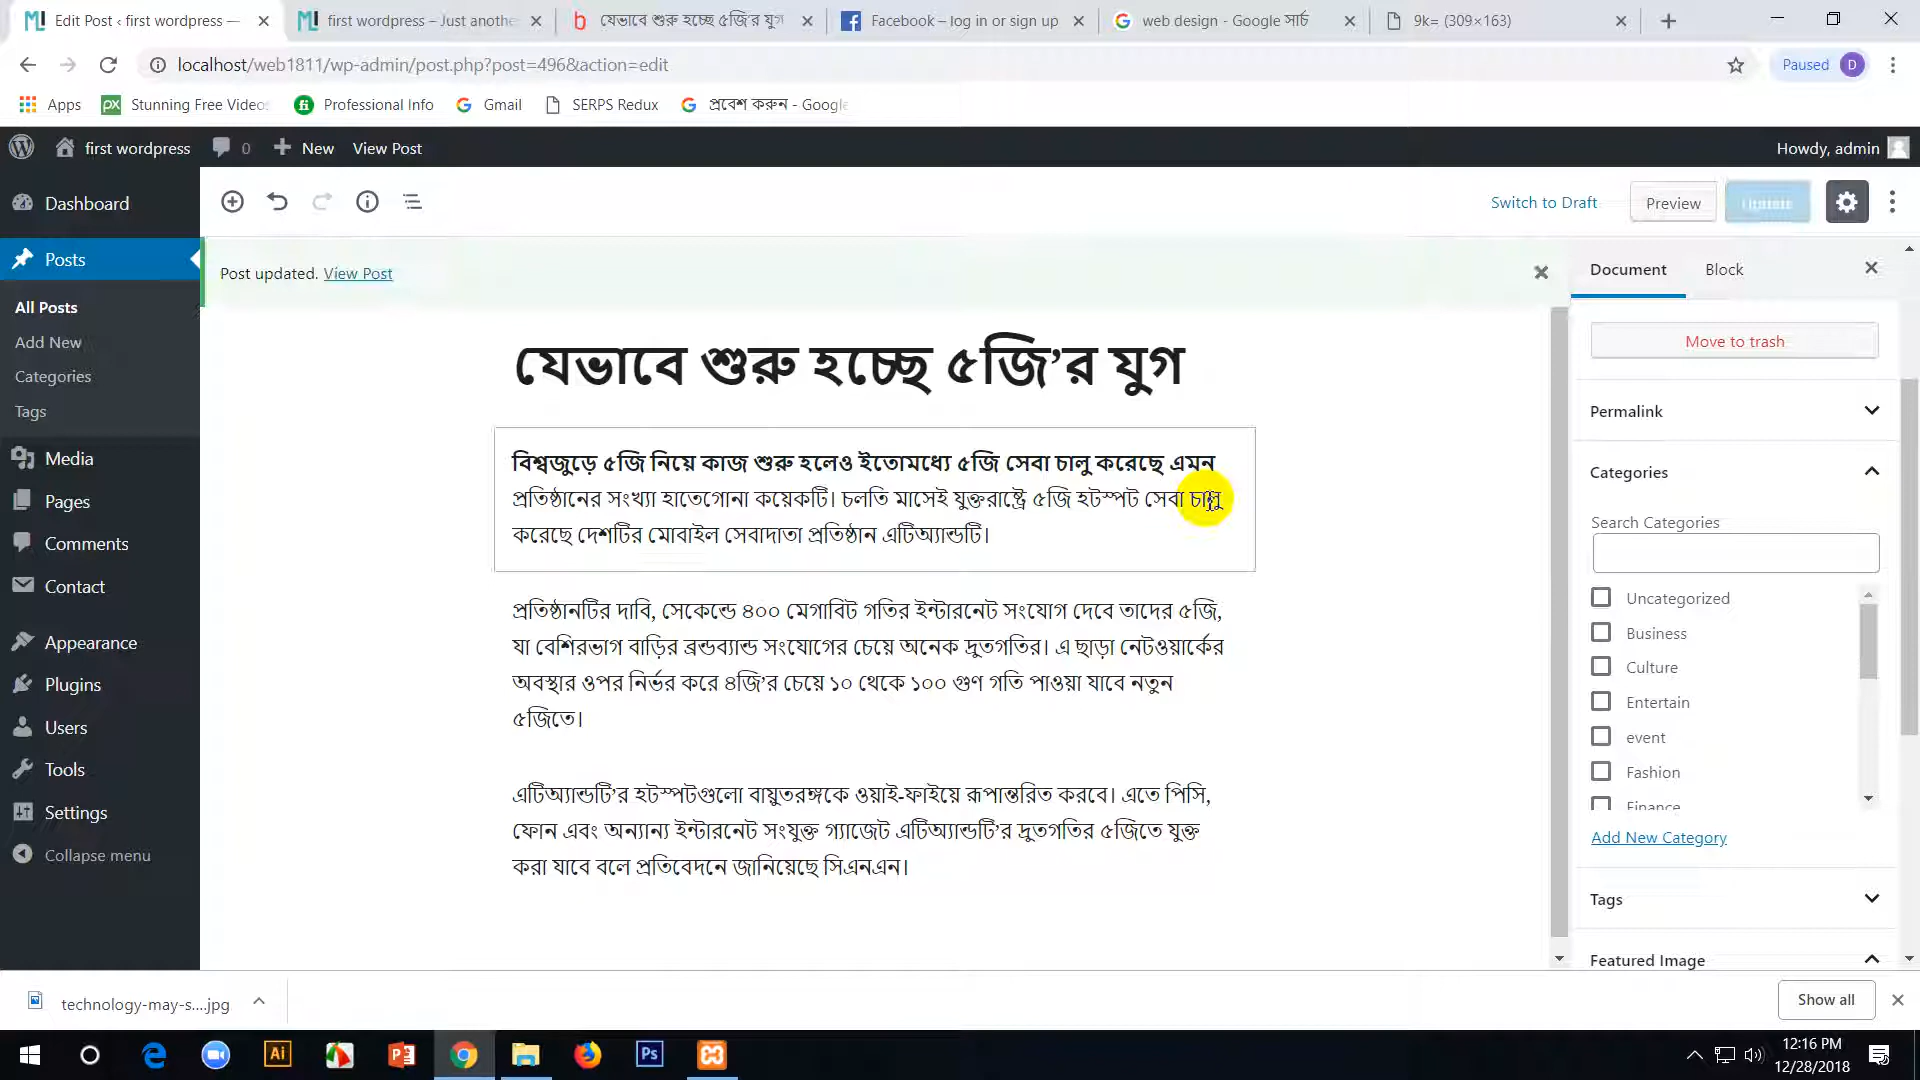 Edit Post ‹ first wordpress —
first wordpress – Just anothe
যেভাবে শুরু হচ্ছে ৫জি'র যুগ
Facebook – log in or sign up
web design - Google সার্চ
9k= (309×163)
localhost/web1811/wp-admin/post.php?post=496&action=edit
Paused
D
Apps
Stunning Free Videos
Professional Info
Gmail
SERPS Redux
প্রবেশ করুন - Google
first wordpress
0
New
View Post
Howdy, admin
Dashboard
Posts
All Posts
Add New
Categories
Tags
Media
Pages
Comments
Contact
Appearance
Plugins
Users
Tools
Settings
Collapse menu
Switch to Draft
Preview
Update
Post updated. View Post
যেভাবে শুরু হচ্ছে ৫জি’র যুগ
বিশ্বজুড়ে ৫জি নিয়ে কাজ শুরু হলেও ইতোমধ্যে ৫জি সেবা চালু করেছে এমন
প্রতিষ্ঠানের সংখ্যা হাতেগোনা কয়েকটি। চলতি মাসেই যুক্তরাষ্ট্রে ৫জি হটস্পট সেবা চালু
করেছে দেশটির মোবাইল সেবাদাতা প্রতিষ্ঠান এটিঅ্যান্ডটি।
প্রতিষ্ঠানটির দাবি, সেকেন্ডে ৪০০ মেগাবিট গতির ইন্টারনেট সংযোগ দেবে তাদের ৫জি,
যা বেশিরভাগ বাড়ির ব্রন্ডব্যান্ড সংযোগের চেয়ে অনেক দ্রুতগতির। এ ছাড়া নেটওয়ার্কের
অবস্থার ওপর নির্ভর করে ৪জি’র চেয়ে ১০ থেকে ১০০ গুণ গতি পাওয়া যাবে নতুন
৫জিতে।
এটিঅ্যান্ডটি’র হটস্পটগুলো বায়ুতরঙ্গকে ওয়াই-ফাইয়ে রূপান্তরিত করবে। এতে পিসি,
ফোন এবং অন্যান্য ইন্টারনেট সংযুক্ত গ্যাজেট এটিঅ্যান্ডটি’র দ্রুতগতির ৫জিতে যুক্ত
করা যাবে বলে প্রতিবেদনে জানিয়েছে সিএনএন।
Document
Block
Move to trash
Permalink
Categories
Search Categories
Uncategorized
Business
Culture
Entertain
event
Fashion
Finance
Add New Category
Tags
Featured Image
technology-may-s....jpg
Show all
Ai
Ps
12:16 PM
12/28/2018